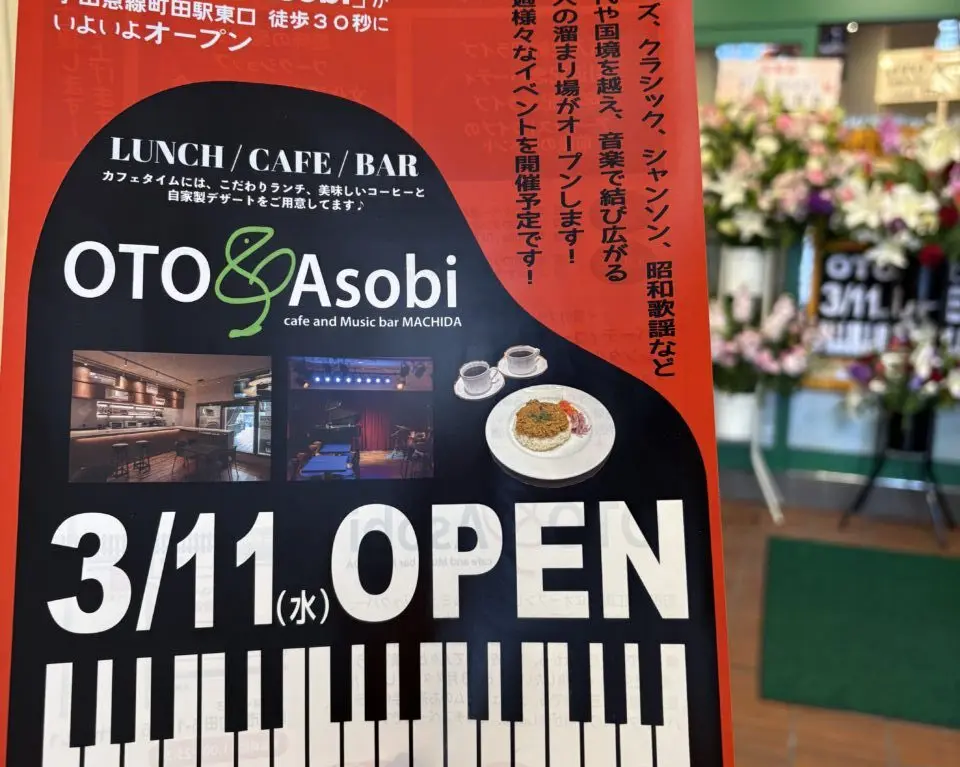 小田急線町田駅東口 徒歩30秒に
いよいよオープン
ズ、クラシック、シャンソン、昭和歌謡など
や国境を越え、音楽で結び広がる
の溜まり場がオープンします!
様々なイベントを開催予定です!
LUNCH / CAFE / BAR
カフェタイムには、こだわりランチ、美味しいコーヒーと
自家製デザートをご用意してます♪
OTO Asobi
cafe and Music bar MACHIDA
3/11(水) OPEN
OTO
3/11